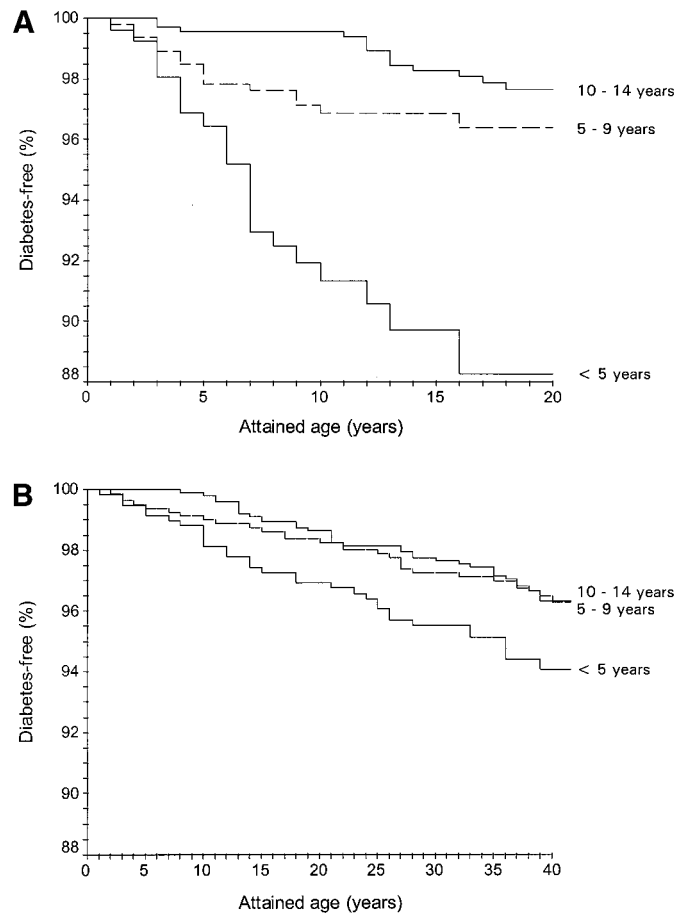 A
Diabetes-free (%)
100
98
96
94
92
90
88
0 5 10 15 20
10 - 14 years
5 - 9 years
< 5 years
Attained age (years)
B
Diabetes-free (%)
100
98
96
94
92
90
88
0 5 10 15 20 25 30 35 40
10 - 14 years
5 - 9 years
< 5 years
Attained age (years)